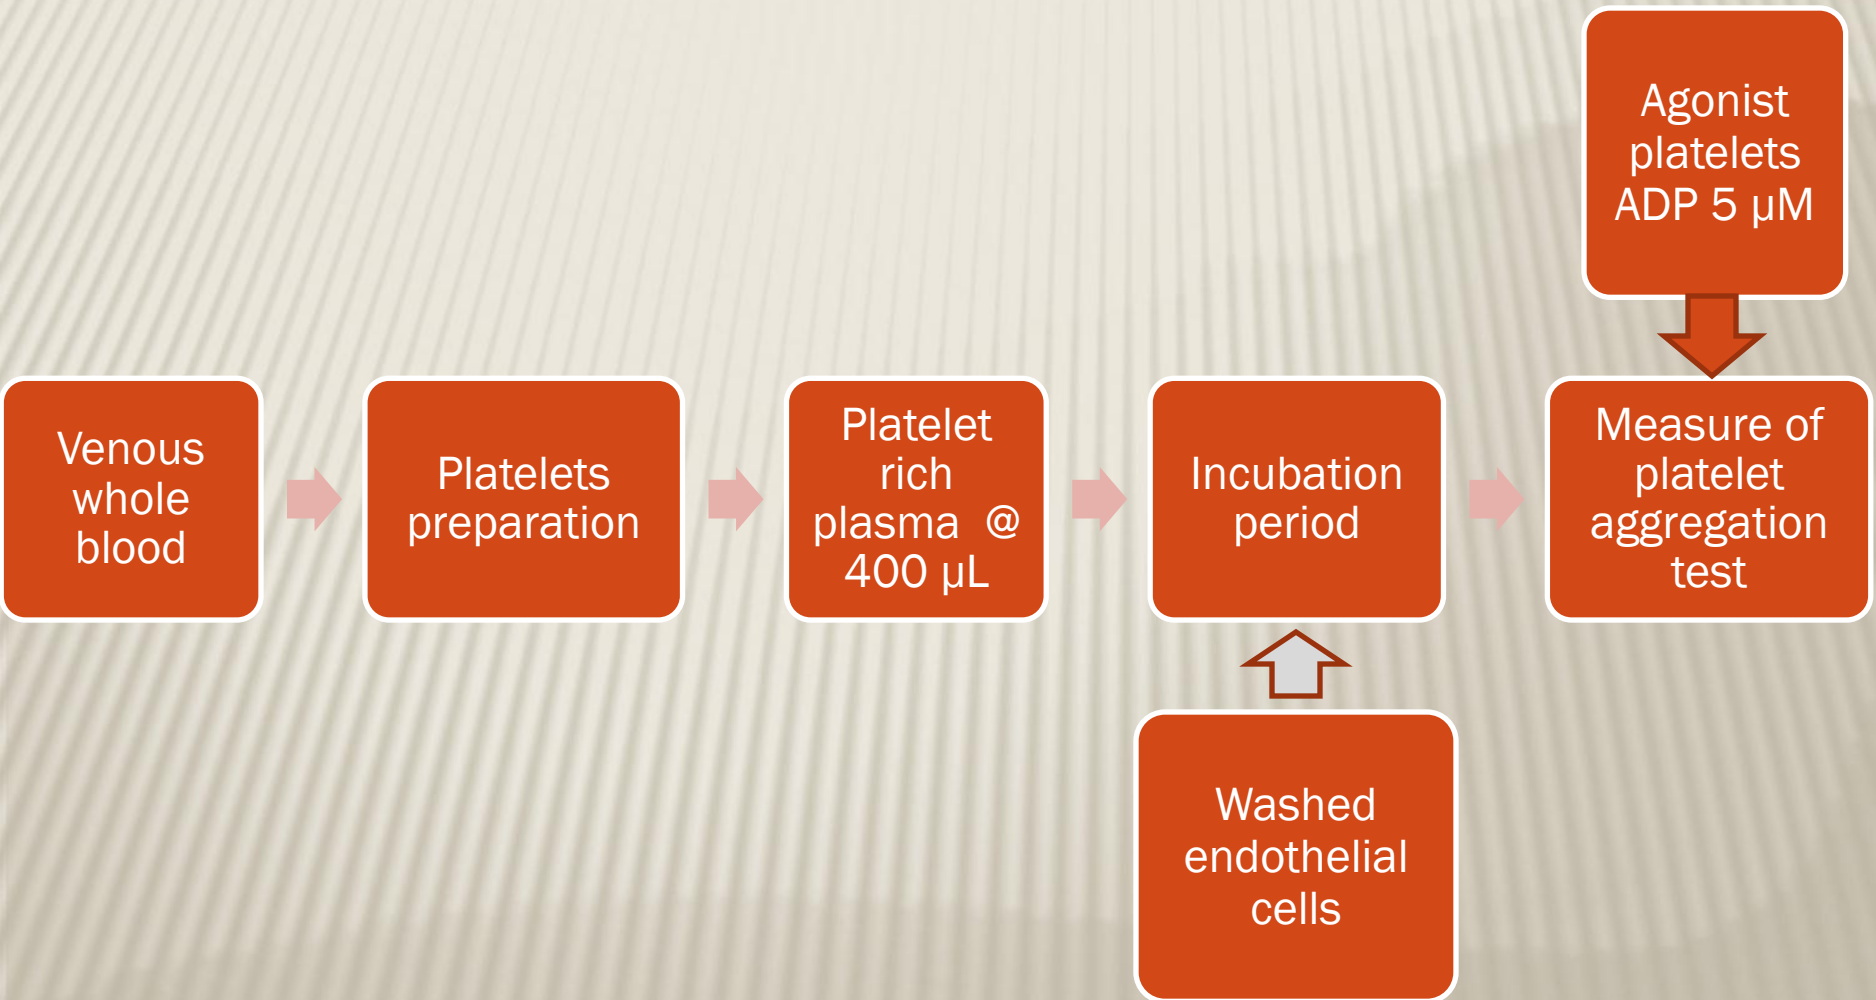 Agonist
platelets
ADP 5 µM
Venous
whole
blood
Platelets
preparation
Platelet
rich
plasma @
400 µL
Incubation
period
Measure of
platelet
aggregation
test
Washed
endothelial
cells